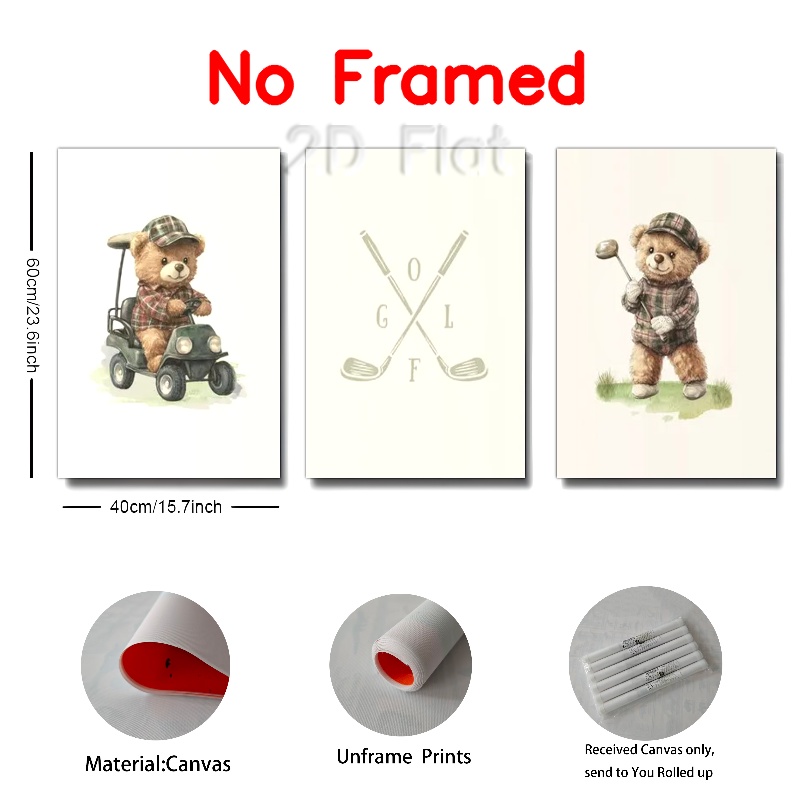 No Framed
2D Flat
60cm/23.6inch
O
G L
F
40cm/15.7inch
Material:Canvas
Unframe Prints
Received Canvas only,
send to You Rolled up